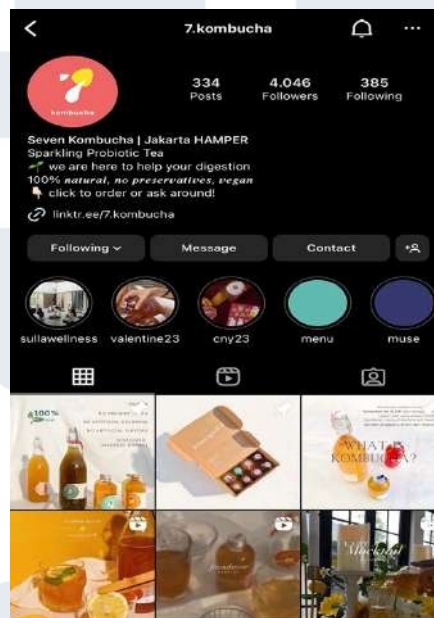 7.kombucha
7
kombucha
334
Posts
4.046
Followers
385
Following
Seven Kombucha | Jakarta HAMPER
Sparkling Probiotic Tea
🌱 we are here to help your digestion
100% natural, no preservatives, vegan
👇 click to order or ask around!
linktr.ee/7.kombucha
Following
Message
Contact
sullawellness
valentine23
cny23
menu
muse
100%
WHAT IS
KOMBUCHA?
Mocktail